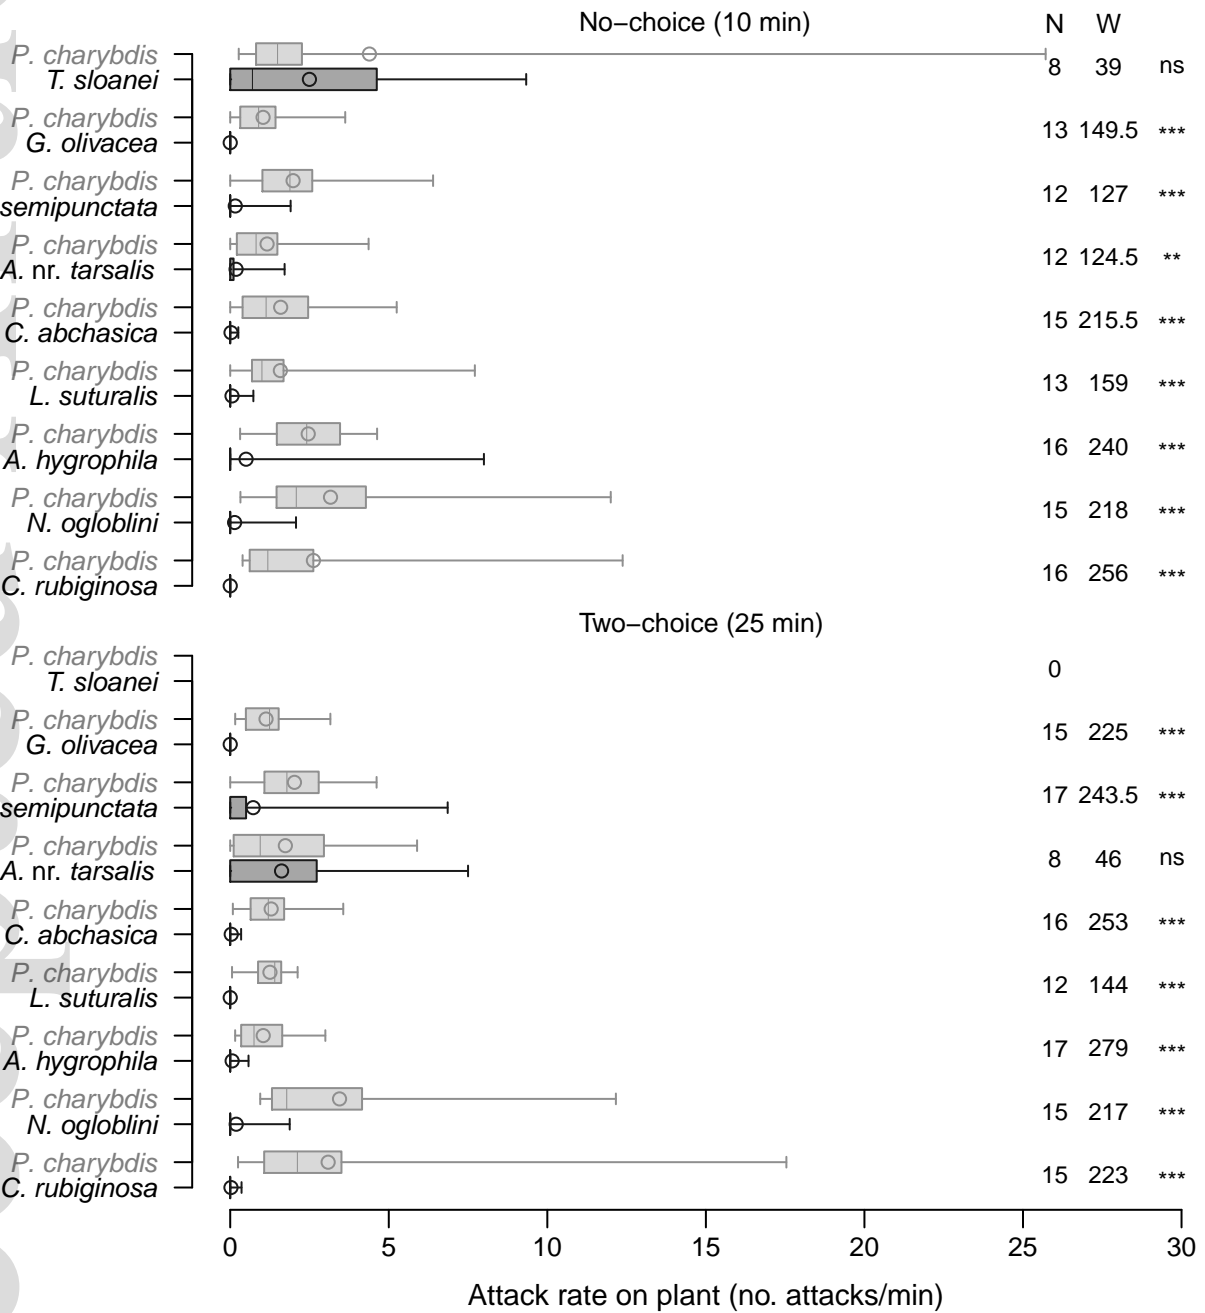 No−choice (10 min) N W
P. charybdis
T. sloanei 8 39 ns
P. charybdis
G. olivacea 13 149.5 ***
P. charybdis
semipunctata 12 127 ***
P. charybdis
A. nr. tarsalis 12 124.5 **
P. charybdis
C. abchasica 15 215.5 ***
P. charybdis
L. suturalis 13 159 ***
P. charybdis
A. hygrophila 16 240 ***
P. charybdis
N. ogloblini 15 218 ***
P. charybdis
C. rubiginosa 16 256 ***
Two−choice (25 min)
P. charybdis
T. sloanei 0
P. charybdis
G. olivacea 15 225 ***
P. charybdis
semipunctata 17 243.5 ***
P. charybdis
A. nr. tarsalis 8 46 ns
P. charybdis
C. abchasica 16 253 ***
P. charybdis
L. suturalis 12 144 ***
P. charybdis
A. hygrophila 17 279 ***
P. charybdis
N. ogloblini 15 217 ***
P. charybdis
C. rubiginosa 15 223 ***
0 5 10 15 20 25 30
Attack rate on plant (no. attacks/min)